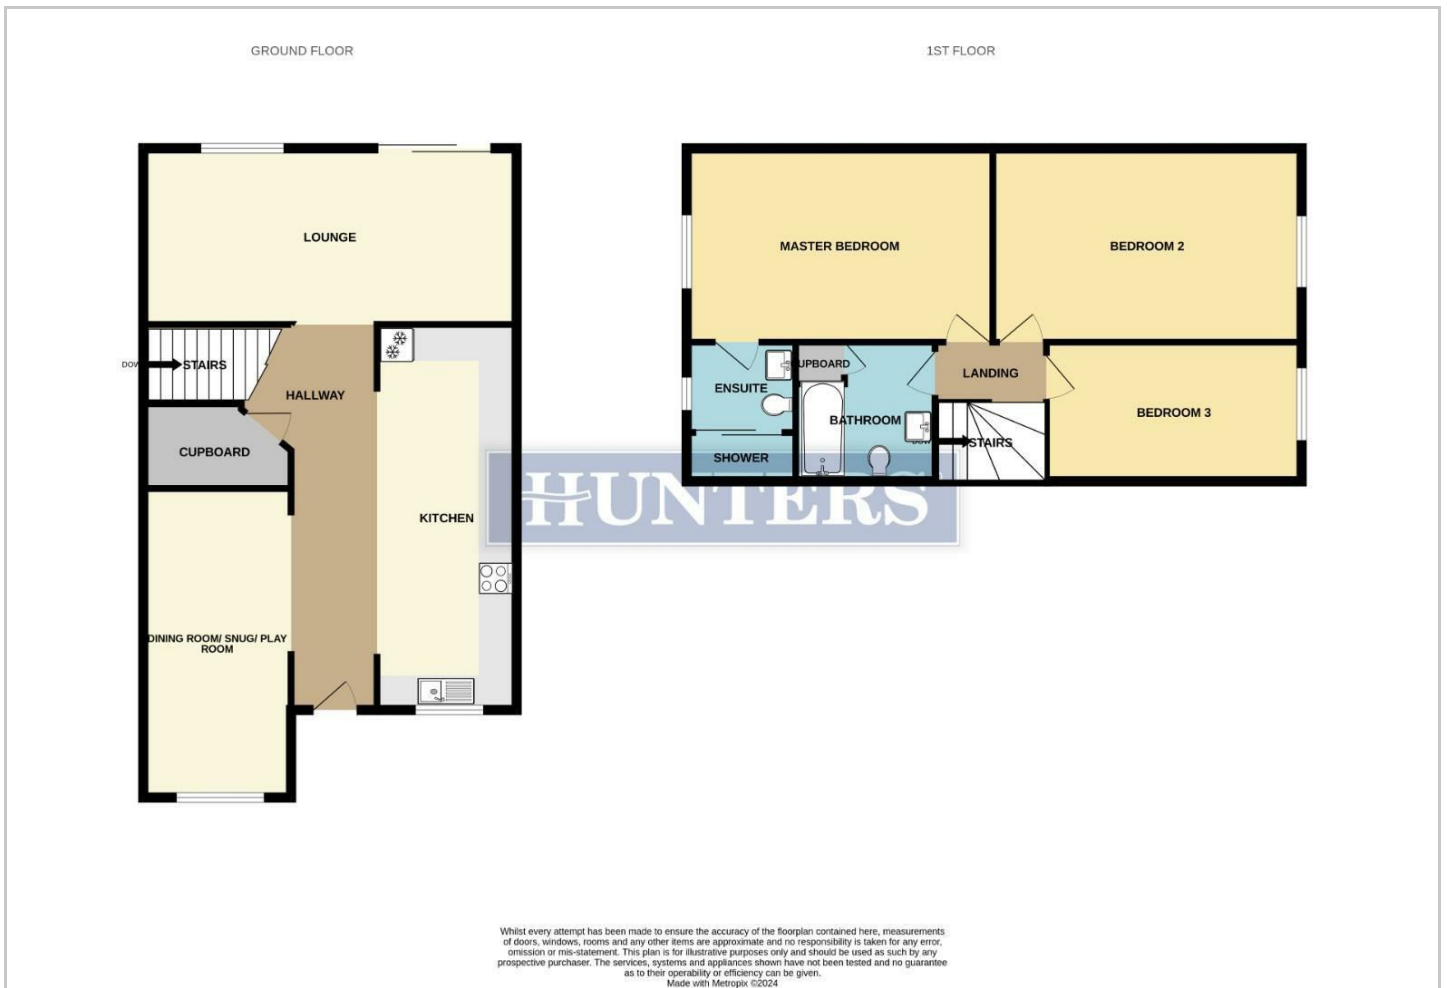 GROUND FLOOR
1ST FLOOR
LOUNGE
DOWN
STAIRS
HALLWAY
CUPBOARD
KITCHEN
DINING ROOM/ SNUG/ PLAY
ROOM
MASTER BEDROOM
BEDROOM 2
CUPBOARD
ENSUITE
LANDING
BEDROOM 3
BATHROOM
STAIRS
SHOWER
HUNTERS
Whilst every attempt has been made to ensure the accuracy of the floorplan contained here, measurements
of doors, windows, rooms and any other items are approximate and no responsibility is taken for any error,
omission or mis-statement. This plan is for illustrative purposes only and should be used as such by any
prospective purchaser. The services, systems and appliances shown have not been tested and no guarantee
as to their operability or efficiency can be given.
Made with Metropix ©2024